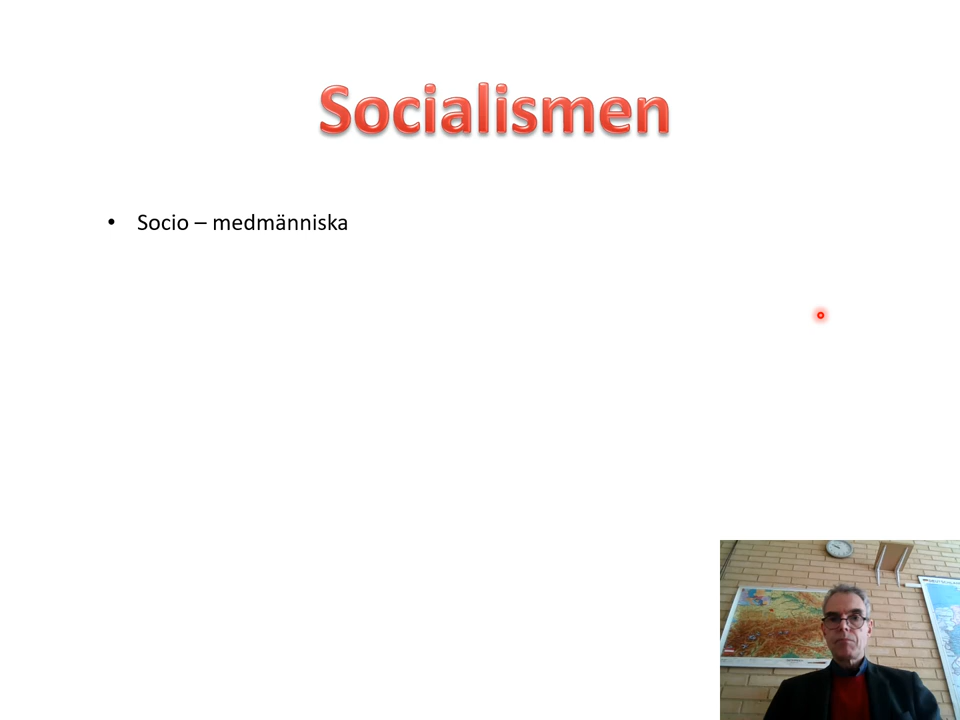 Socialismen
• Socio – medmänniska